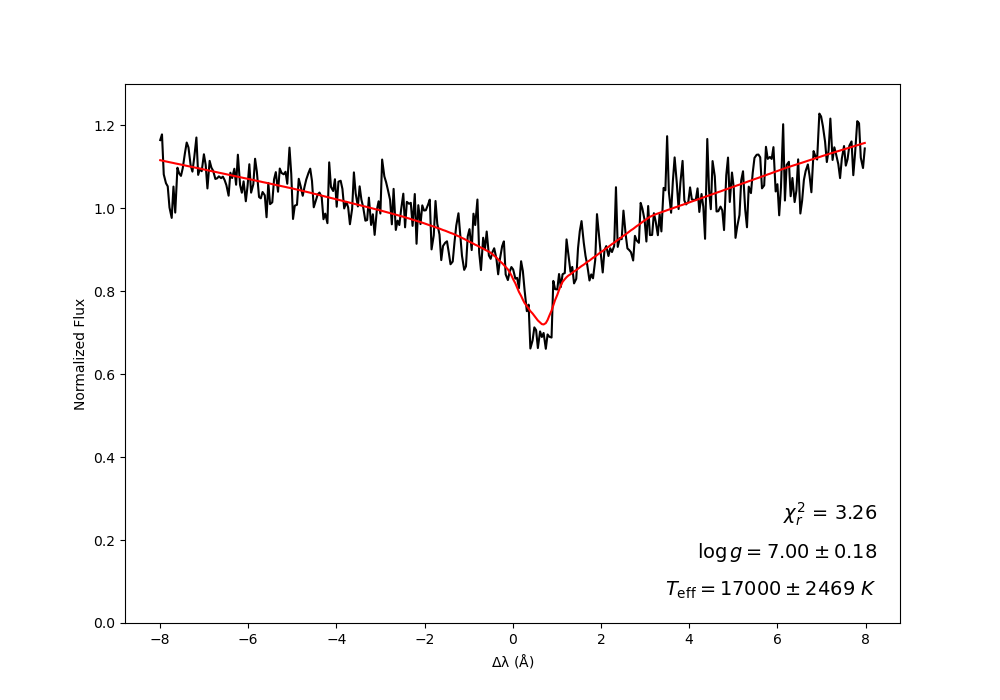 1.2
1.0
0.8
0.6
0.4
0.2
0.0
Normalized Flux
χ²ᵣ = 3.26
log g = 7.00 ± 0.18
T_eff = 17000 ± 2469 K
−8 −6 −4 −2 0 2 4 6 8
Δλ (Å)